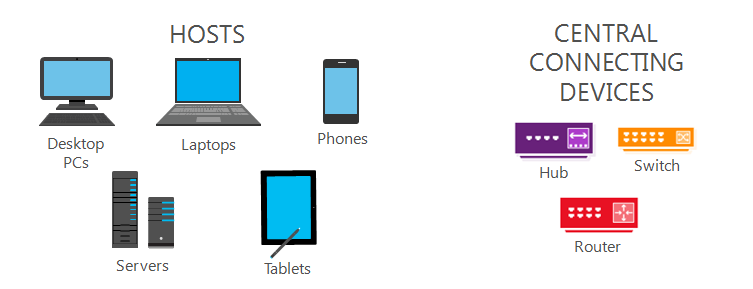 HOSTS
Desktop
PCs
Laptops
Phones
Servers
Tablets
CENTRAL
CONNECTING
DEVICES
Hub
Switch
Router